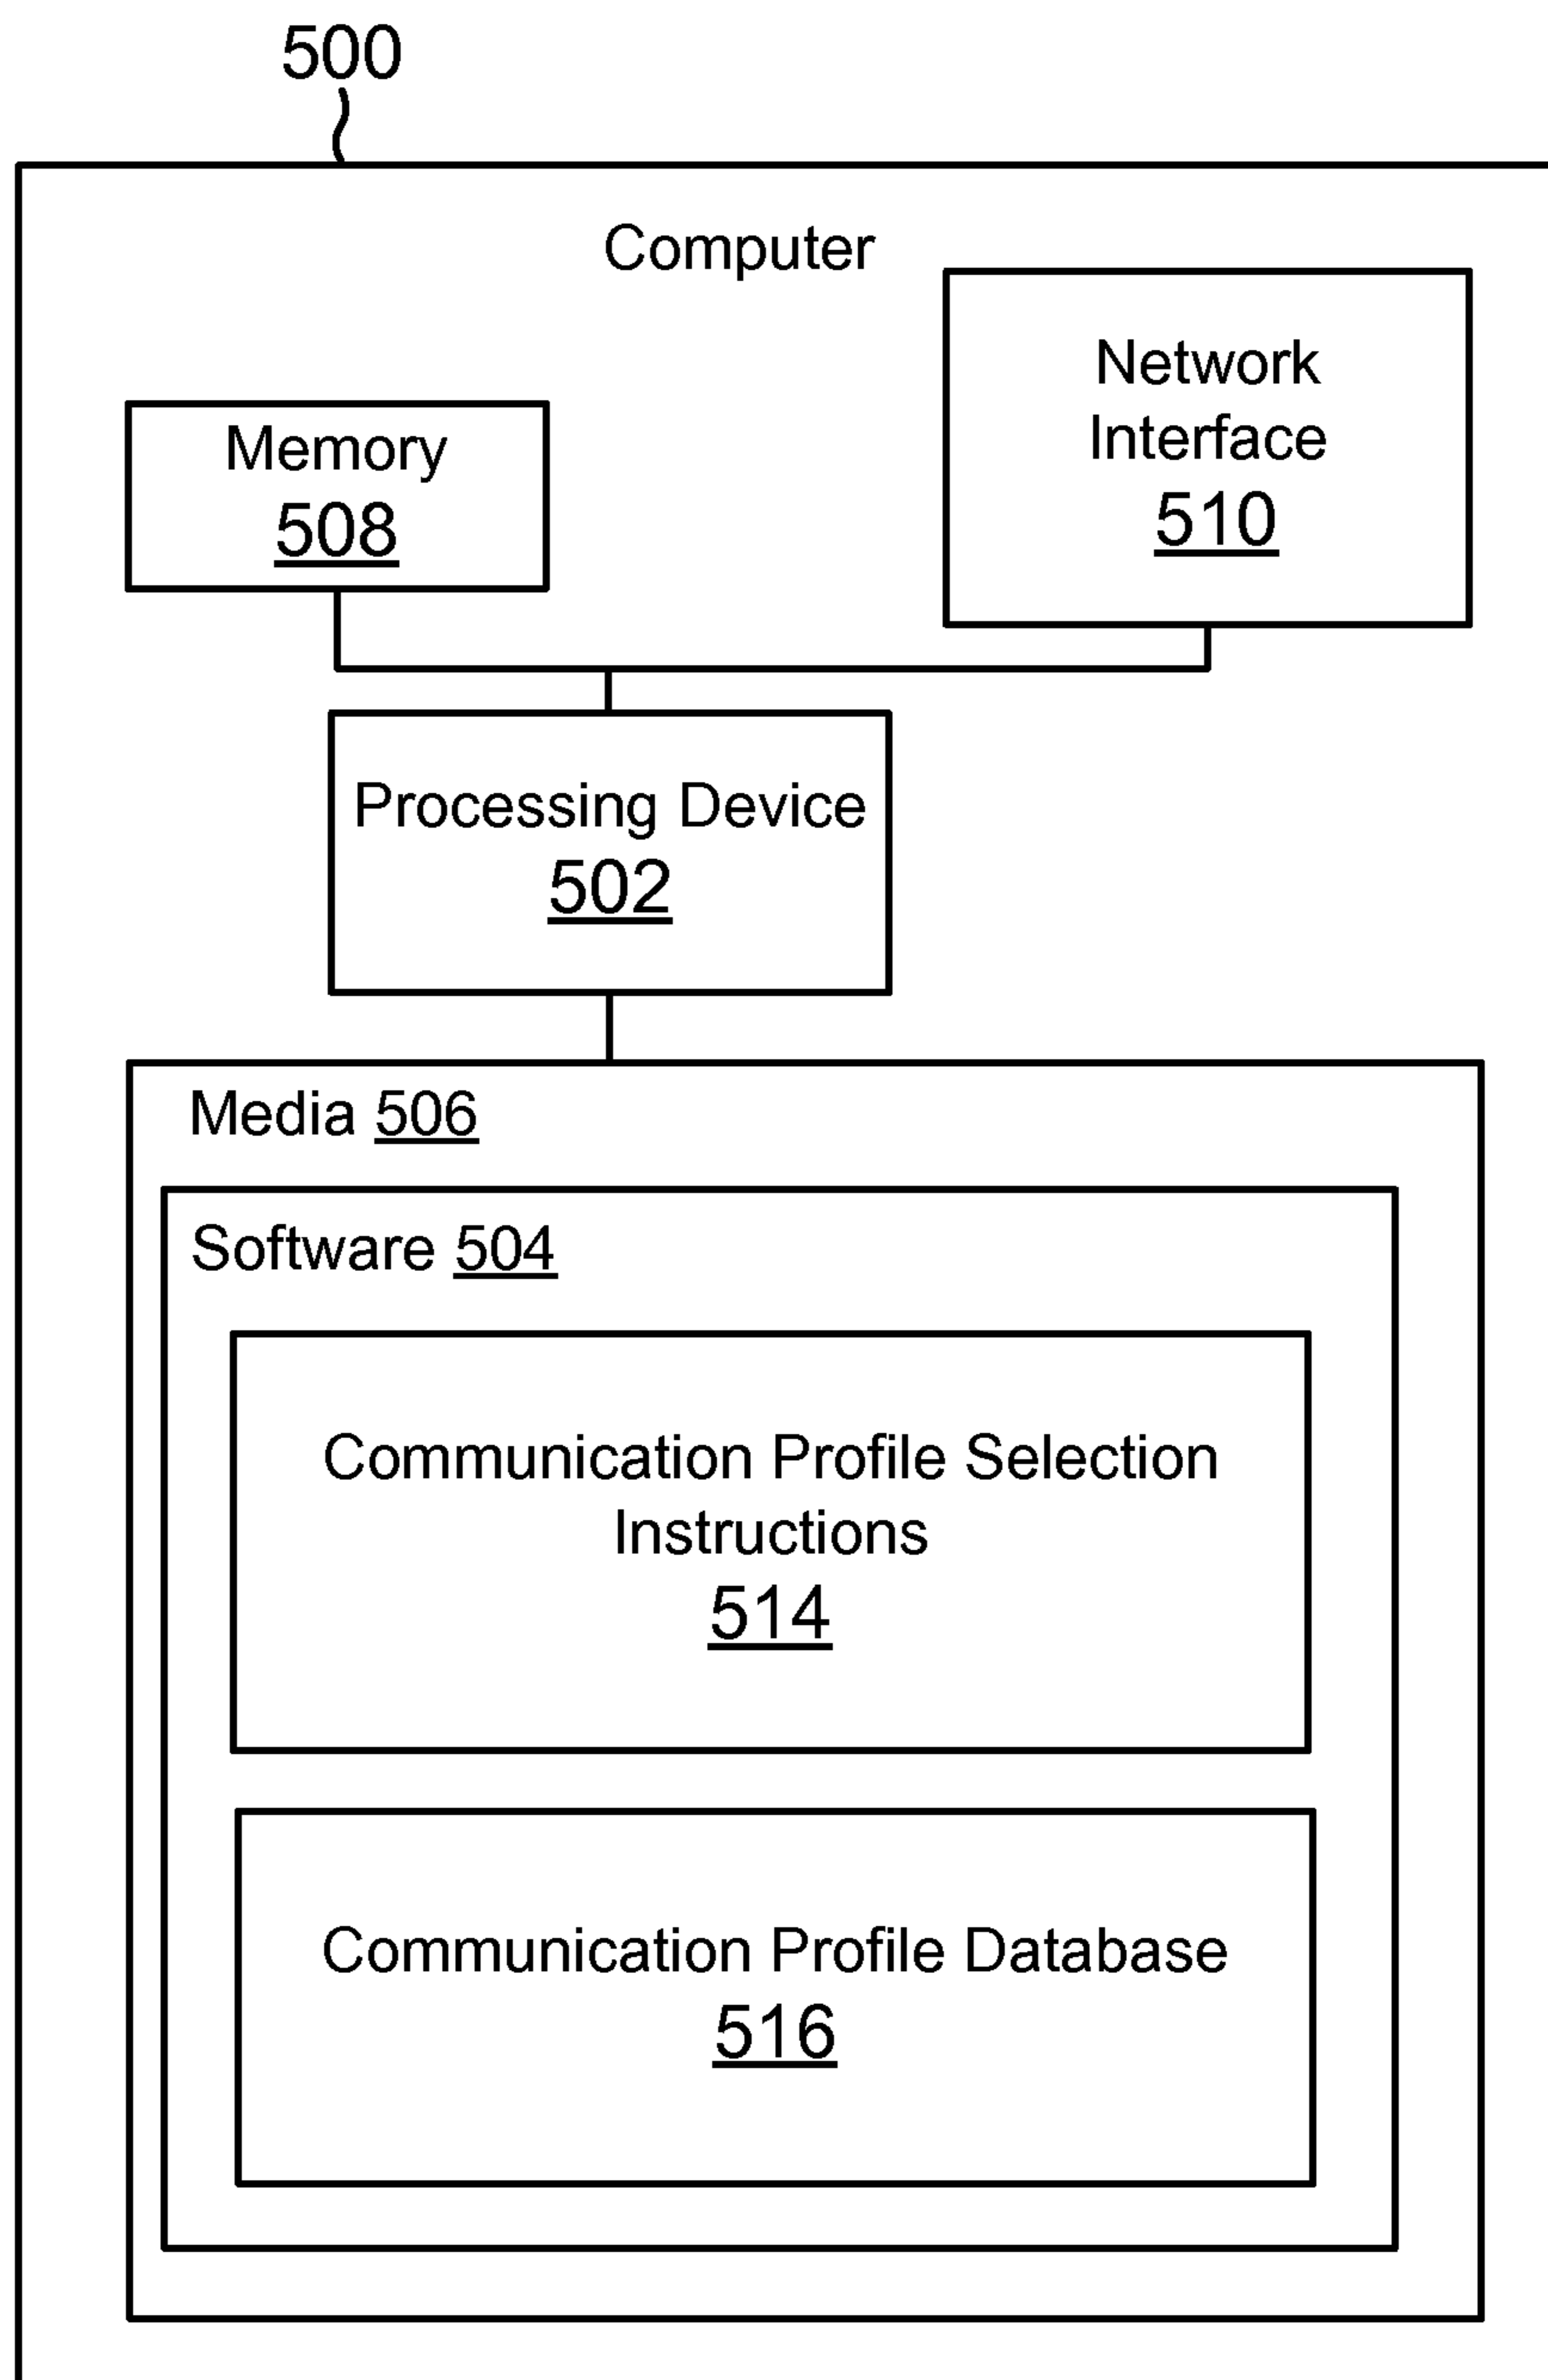 500
Computer
Memory
508
Network
Interface
510
Processing Device
502
Media 506
Software 504
Communication Profile Selection
Instructions
514
Communication Profile Database
516